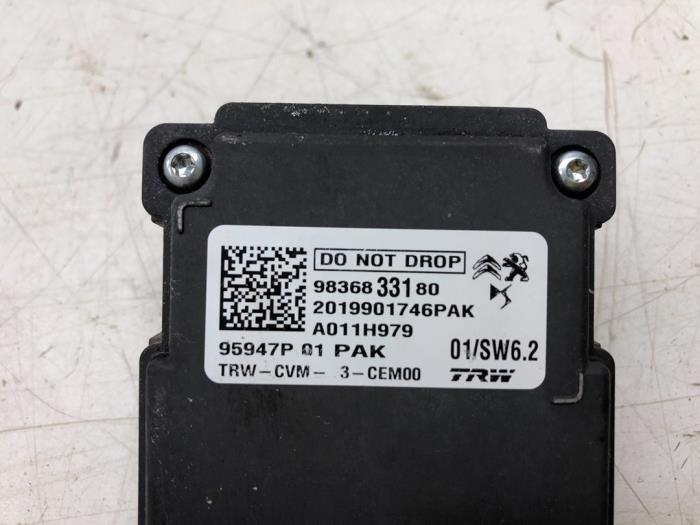 DO NOT DROP
98368 331 80
2019901746PAK
A011H979
95947P 01 PAK 01/SW6.2
TRW-CVM- 3-CEM00 TRW